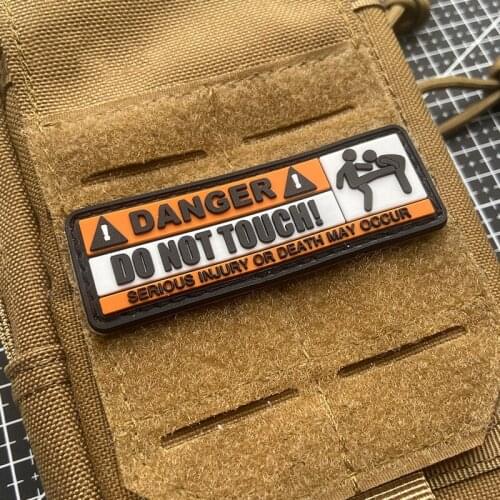 DANGER
DO NOT TOUCH!
SERIOUS INJURY OR DEATH MAY OCCUR